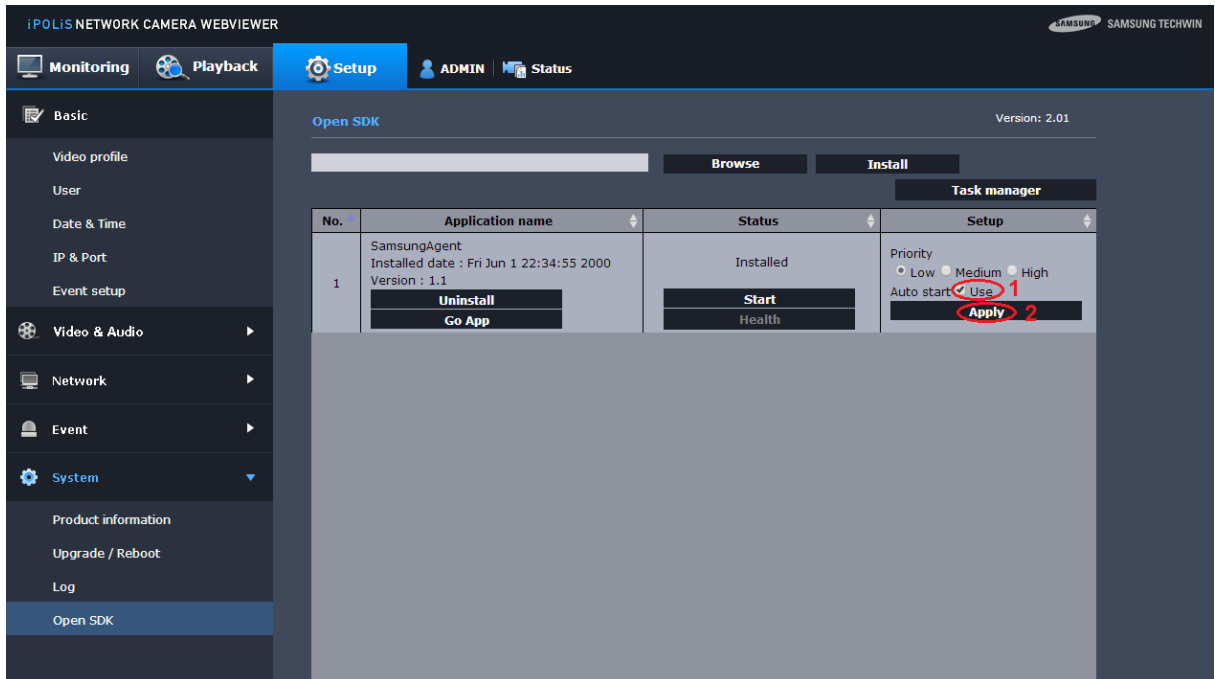 iPOLiS NETWORK CAMERA WEBVIEWER
SAMSUNG SAMSUNG TECHWIN
Monitoring Playback Setup ADMIN Status
Basic
Video profile
User
Date & Time
IP & Port
Event setup
Video & Audio
Network
Event
System
Product information
Upgrade / Reboot
Log
Open SDK
Open SDK Version: 2.01
Browse Install
Task manager
No. Application name Status Setup
1
SamsungAgent
Installed date : Fri Jun 1 22:34:55 2000
Version : 1.1
Uninstall
Go App
Installed
Start
Health
Priority
Low Medium High
Auto start Use 1
Apply 2